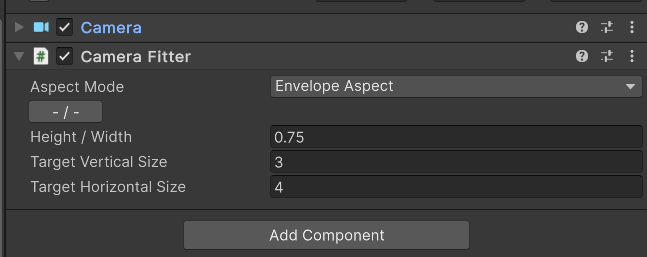 Camera
Camera Fitter
Aspect Mode Envelope Aspect
- / -
Height / Width 0.75
Target Vertical Size 3
Target Horizontal Size 4
Add Component